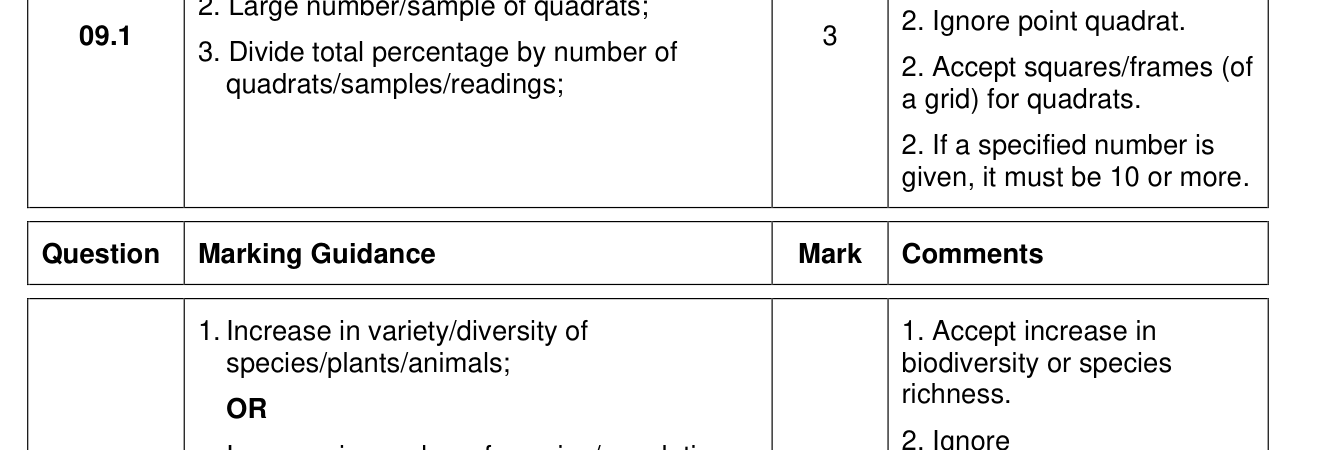 2. Large number/sample of quadrats;
09.1
3. Divide total percentage by number of
quadrats/samples/readings;
3
2. Ignore point quadrat.
2. Accept squares/frames (of
a grid) for quadrats.
2. If a specified number is
given, it must be 10 or more.
Question Marking Guidance Mark Comments
1. Increase in variety/diversity of
species/plants/animals;
OR
1. Accept increase in
biodiversity or species
richness.
2. Ignore